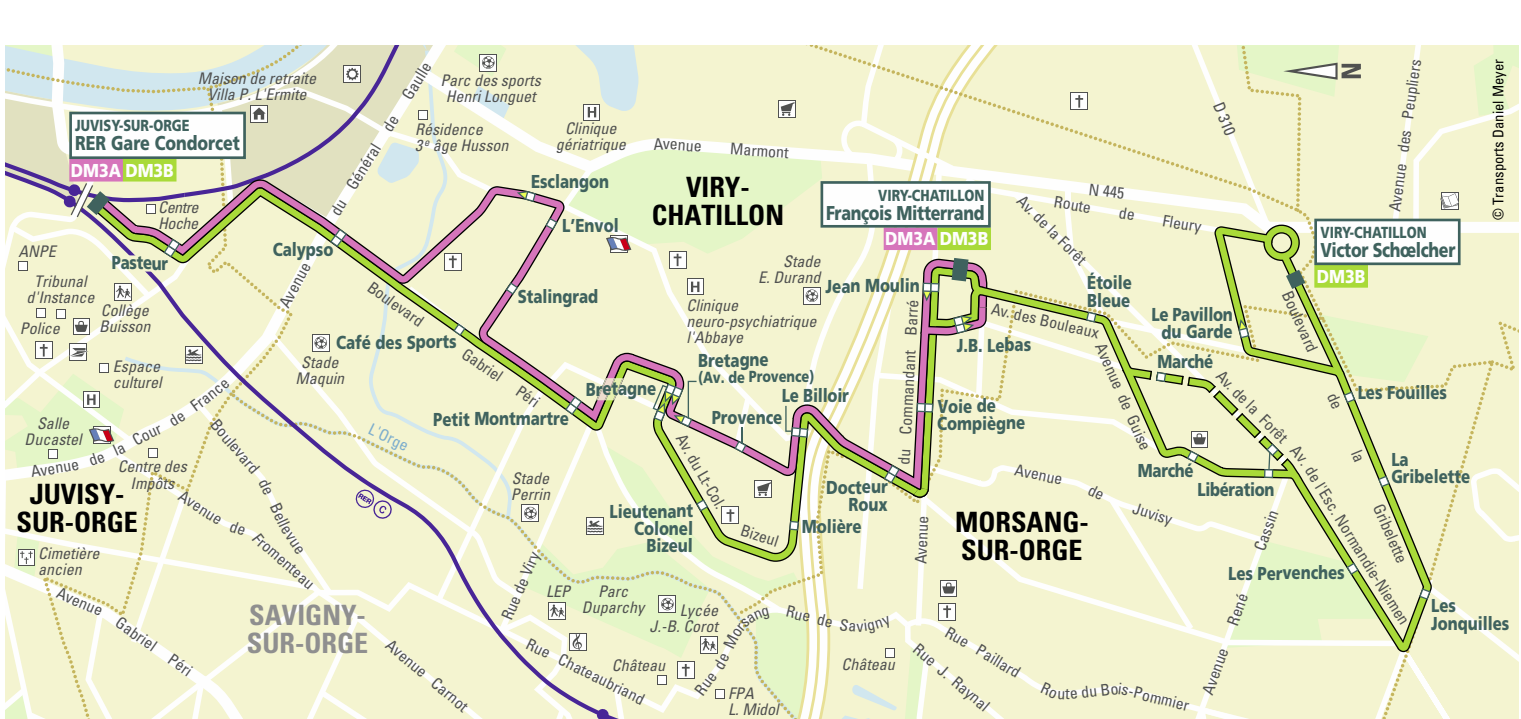 Maison de retraite
Villa P. L'Ermite
JUVISY-SUR-ORGE
RER Gare Condorcet
DM3A DM3B
Centre
Hoche
Pasteur
ANPE
Tribunal
d'Instance
Police
Collège
Buisson
Espace
culturel
Salle
Ducastel
Avenue de la Cour de France
Centre des
Impôts
JUVISY-
SUR-ORGE
Cimetière
ancien
Avenue Gabriel Péri
Avenue de Fromenteau
Boulevard de Bellevue
SAVIGNY-
SUR-ORGE
Avenue Carnot
RER C
Avenue du Général de Gaulle
Calypso
Parc des sports
Henri Longuet
Résidence
3e âge Husson
H
Clinique
gériatrique
Avenue Marmont
Esclangon
L'Envol
Stalingrad
VIRY-
CHATILLON
Boulevard Gabriel Péri
Café des Sports
Stade
Maquin
Petit Montmartre
L'Orge
Stade
Perrin
H
Clinique
neuro-psychiatrique
l'Abbaye
Stade
E. Durand
Bretagne
Bretagne
(Av. de Provence)
Provence
Le Billoir
Av. du Lt-Col. Bizeul
Lieutenant
Colonel
Bizeul
Molière
Docteur
Roux
Rue de Viry
LEP
Parc
Duparchy
Lycée
J.-B. Corot
Château
Rue Chateaubriand
Rue de Morsang
FPA
L. Midol
Rue de Savigny
Château
Rue J. Raynal
Rue Paillard
Route du Bois-Pommier
VIRY-CHATILLON
François Mitterrand
DM3A DM3B
Jean Moulin
J.B. Lebas
Avenue du Commandant Barré
Voie de
Compiègne
MORSANG-
SUR-ORGE
Avenue de Juvisy
Avenue René Cassin
N 445
Route de Fleury
D 310
Av. de la Forêt
Av. des Bouleaux
Étoile
Bleue
Avenue de Guise
Marché
Av. de la Forêt
Marché
Libération
Av. de l'Esc. Normandie-Niemen
Les Pervenches
Le Pavillon
du Garde
VIRY-CHATILLON
Victor Schœlcher
DM3B
Boulevard de la Gribelette
Les Fouilles
La
Gribelette
Les
Jonquilles
Avenue des Peupliers
N
© Transports Daniel Meyer
H